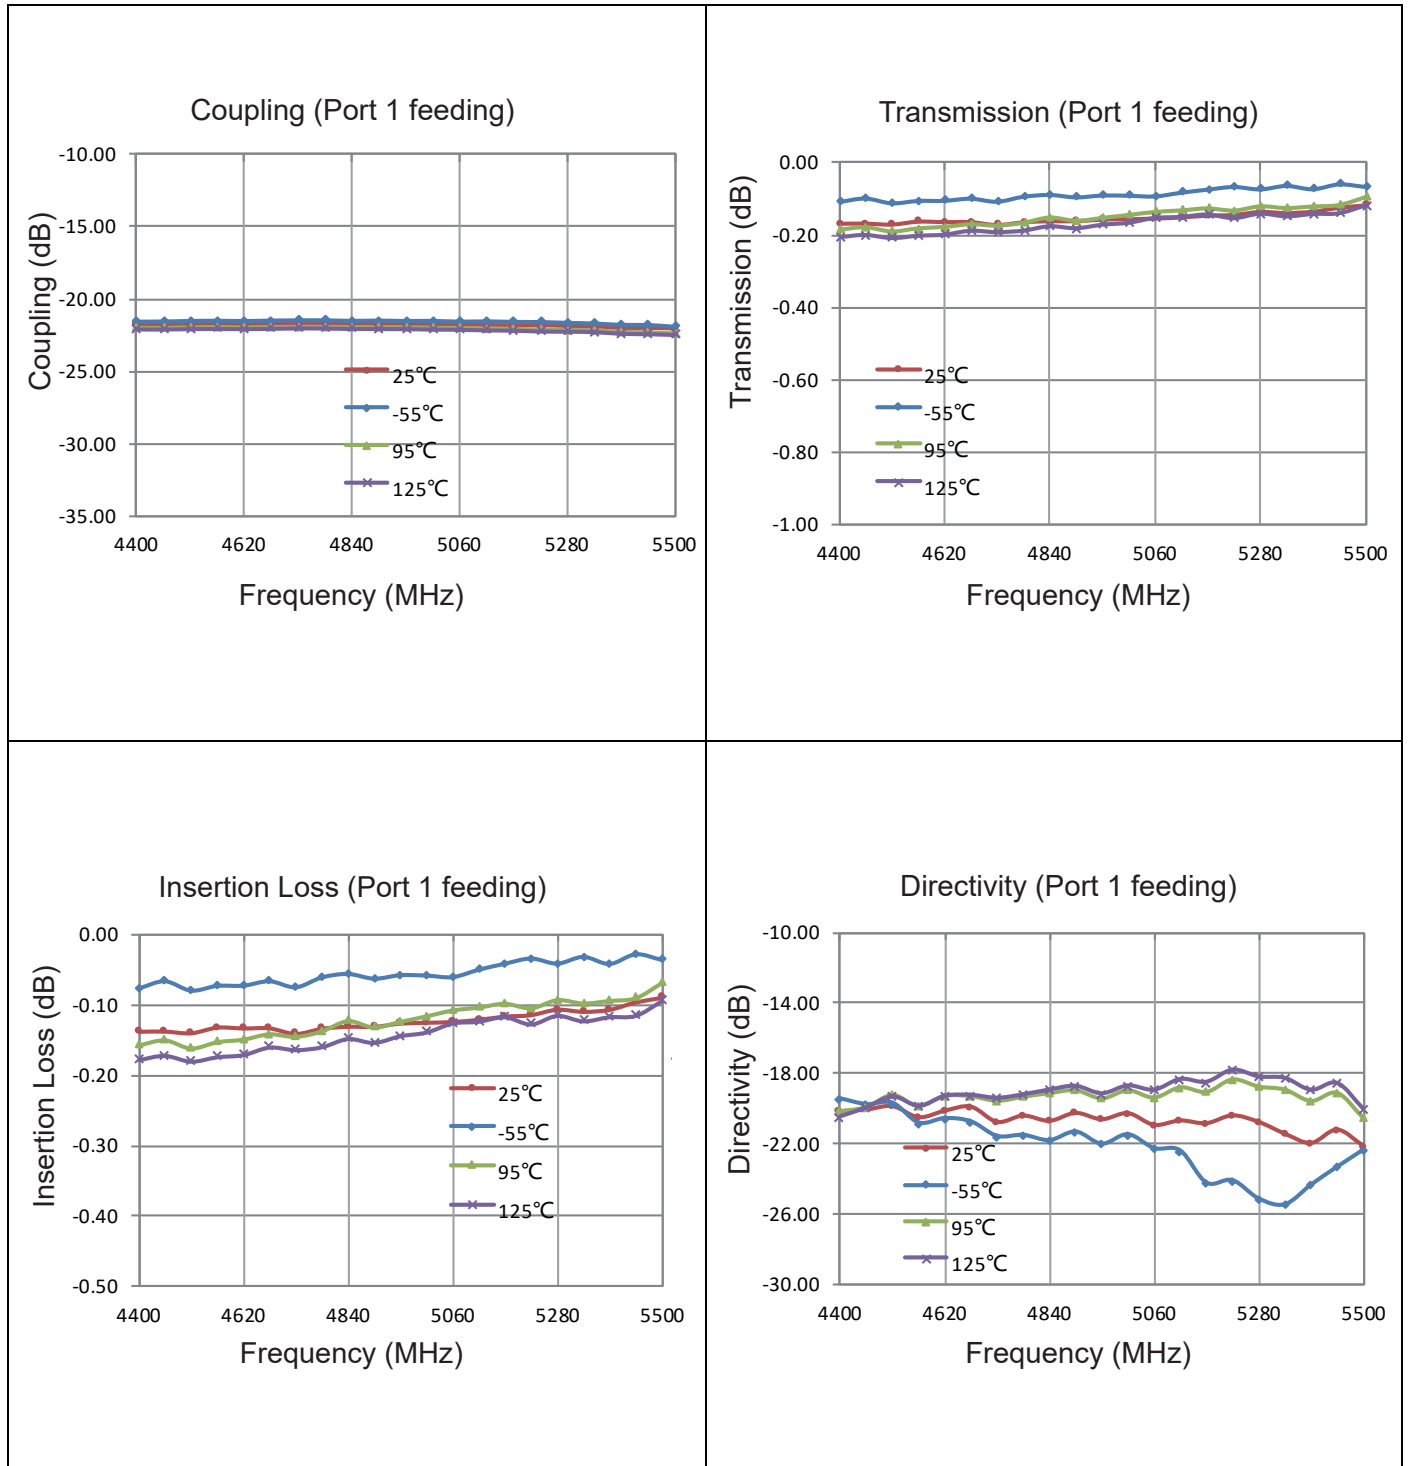 Coupling (Port 1 feeding)
Coupling (dB)
-10.00
-15.00
-20.00
-25.00
-30.00
-35.00
25℃
-55℃
95℃
125℃
4400 4620 4840 5060 5280 5500
Frequency (MHz)
Transmission (Port 1 feeding)
Transmission (dB)
0.00
-0.20
-0.40
-0.60
-0.80
-1.00
25℃
-55℃
95℃
125℃
4400 4620 4840 5060 5280 5500
Frequency (MHz)
Insertion Loss (Port 1 feeding)
Insertion Loss (dB)
0.00
-0.10
-0.20
-0.30
-0.40
-0.50
25℃
-55℃
95℃
125℃
4400 4620 4840 5060 5280 5500
Frequency (MHz)
Directivity (Port 1 feeding)
Directivity (dB)
-10.00
-14.00
-18.00
-22.00
-26.00
-30.00
25℃
-55℃
95℃
125℃
4400 4620 4840 5060 5280 5500
Frequency (MHz)